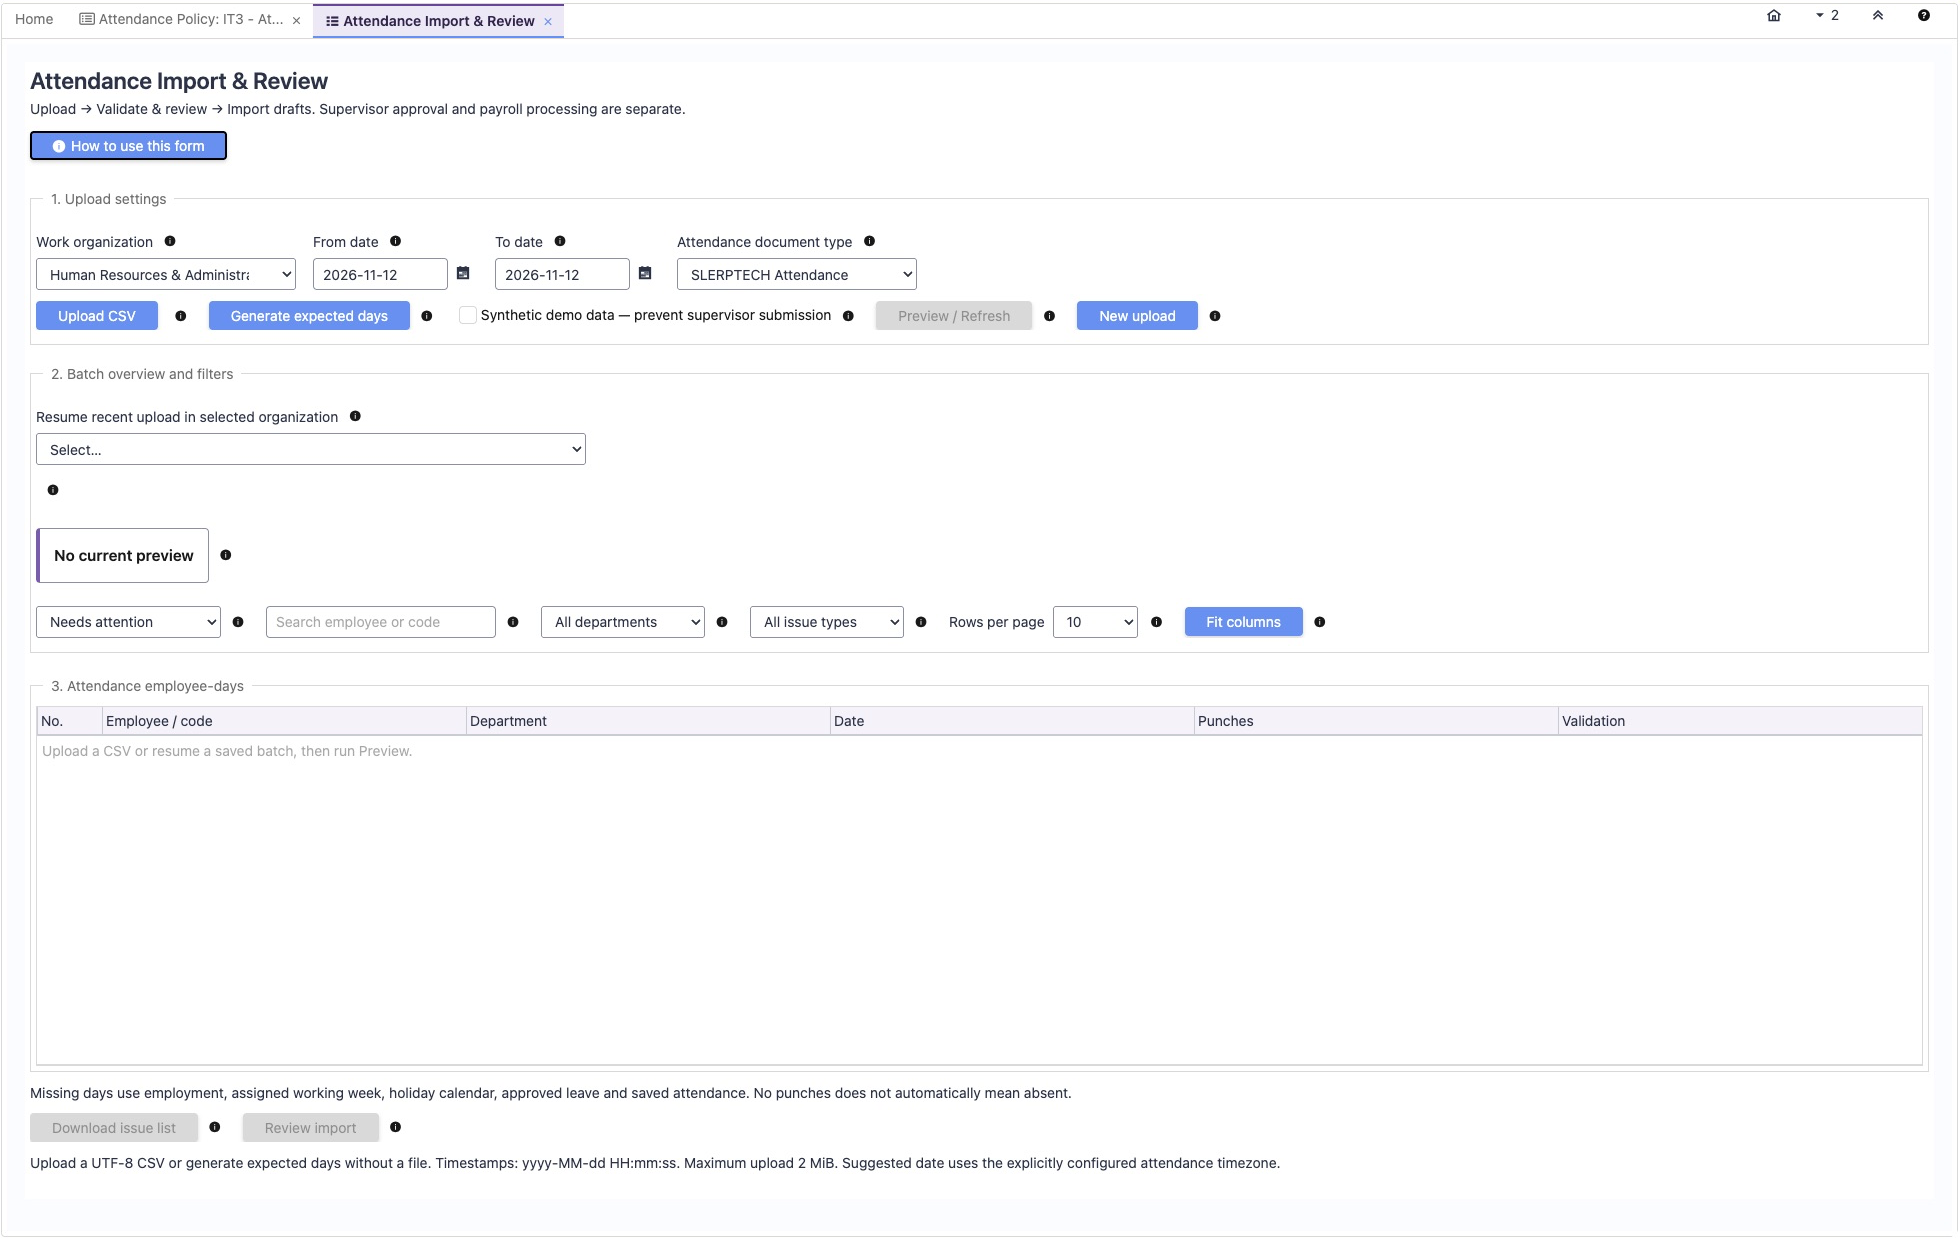 Home Attendance Policy: IT3 - At... × Attendance Import & Review × 2
Attendance Import & Review
Upload → Validate & review → Import drafts. Supervisor approval and payroll processing are separate.
How to use this form
1. Upload settings
Work organization From date To date Attendance document type
Human Resources & Administra 2026-11-12 2026-11-12 SLERPTECH Attendance
Upload CSV Generate expected days Synthetic demo data — prevent supervisor submission Preview / Refresh New upload
2. Batch overview and filters
Resume recent upload in selected organization
Select...
No current preview
Needs attention Search employee or code All departments All issue types Rows per page 10 Fit columns
3. Attendance employee-days
No. Employee / code Department Date Punches Validation
Upload a CSV or resume a saved batch, then run Preview.
Missing days use employment, assigned working week, holiday calendar, approved leave and saved attendance. No punches does not automatically mean absent.
Download issue list Review import
Upload a UTF-8 CSV or generate expected days without a file. Timestamps: yyyy-MM-dd HH:mm:ss. Maximum upload 2 MiB. Suggested date uses the explicitly configured attendance timezone.